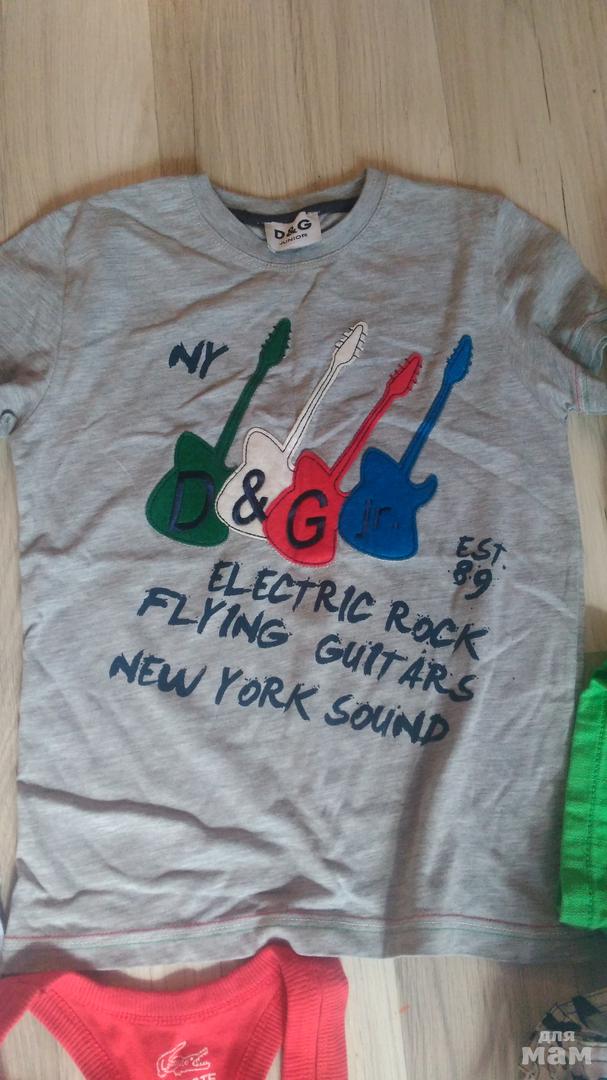 D&G
JUNIOR
NY
D & G jr.
EST.
89
ELECTRIC ROCK
FLYING GUITARS
NEW YORK SOUND
для
мам